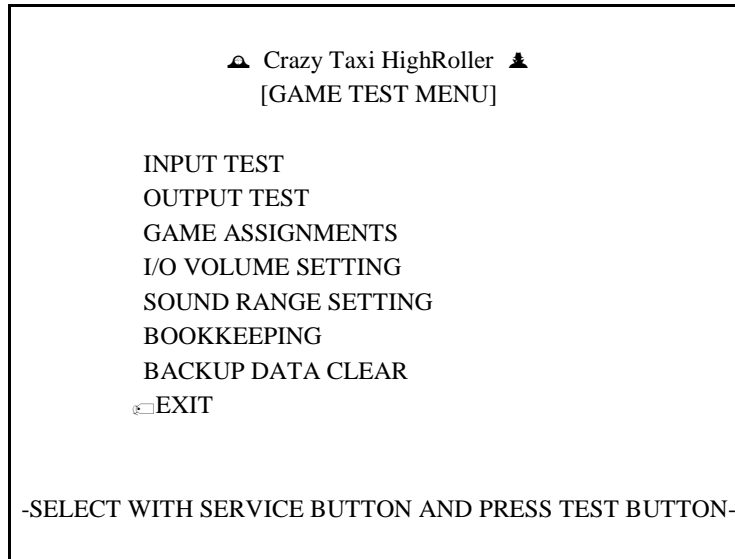 Crazy Taxi HighRoller
[GAME TEST MENU]
INPUT TEST
OUTPUT TEST
GAME ASSIGNMENTS
I/O VOLUME SETTING
SOUND RANGE SETTING
BOOKKEEPING
BACKUP DATA CLEAR
EXIT
-SELECT WITH SERVICE BUTTON AND PRESS TEST BUTTON-